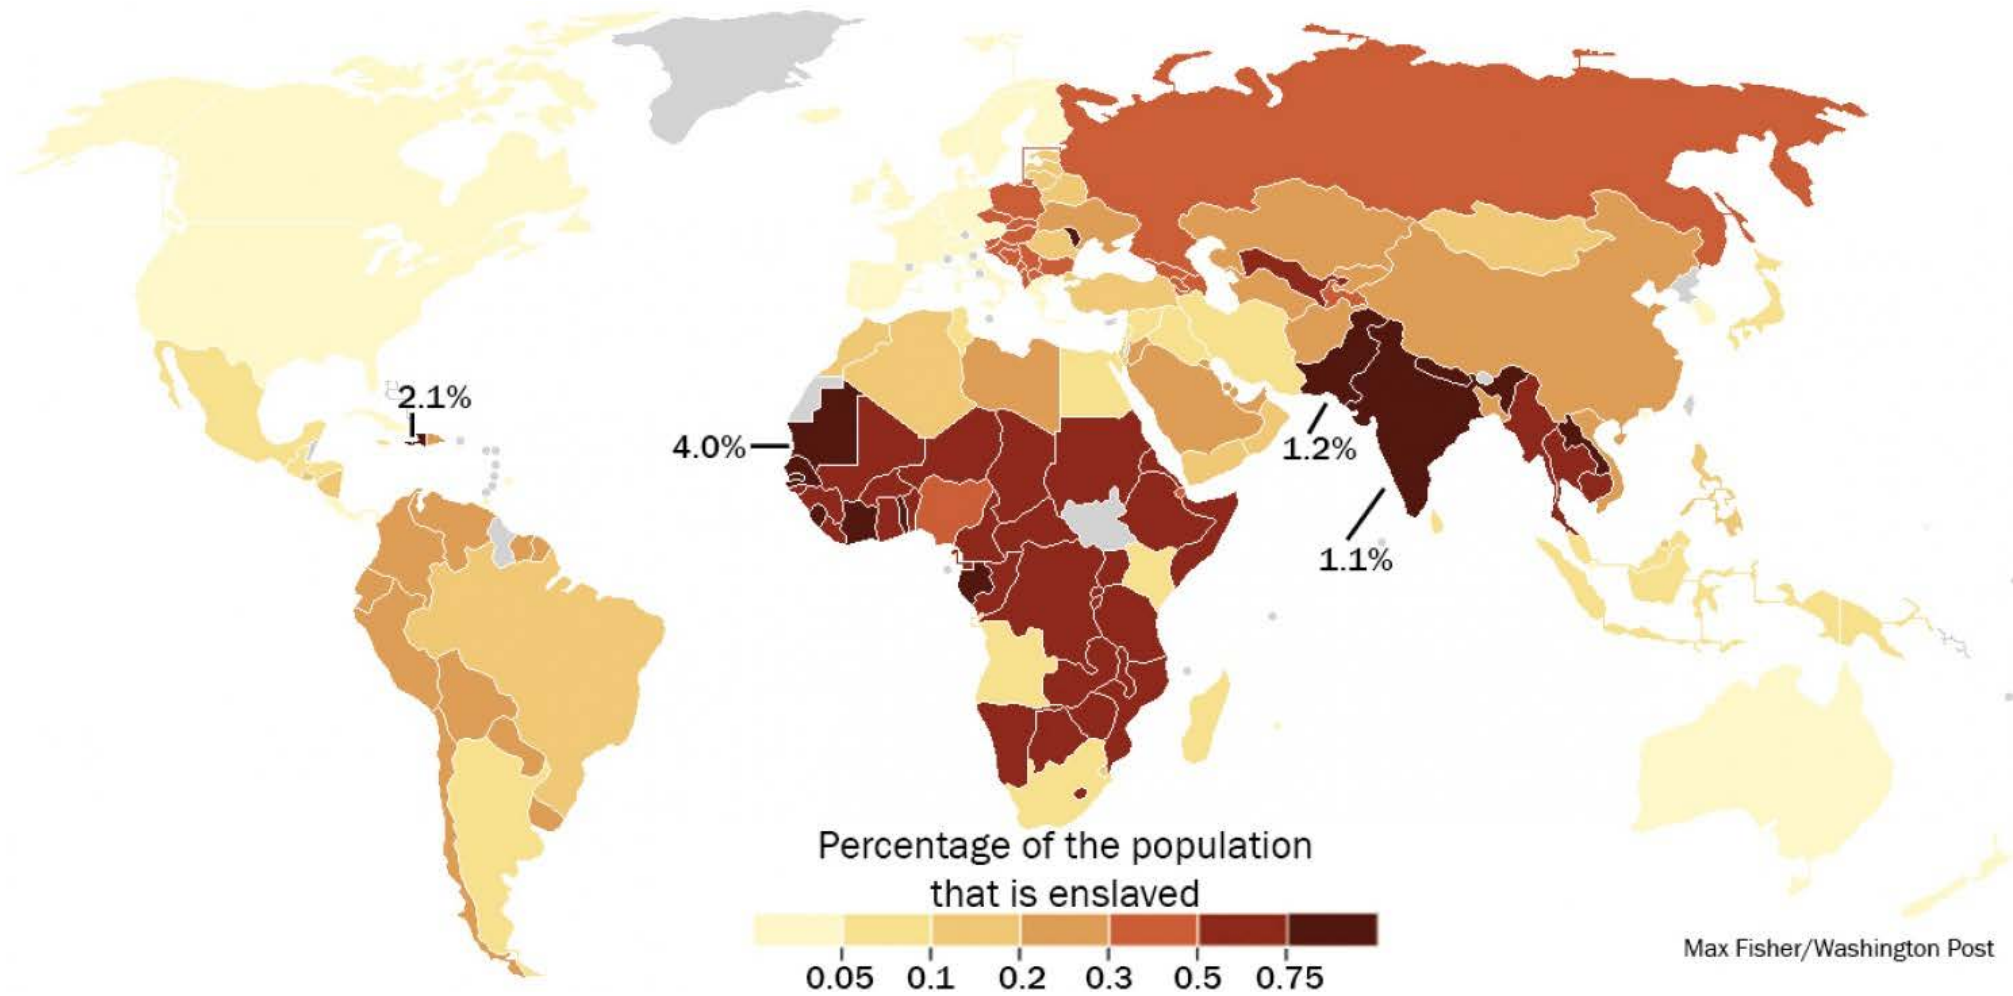 2.1%
4.0%
1.2%
1.1%
Percentage of the population
that is enslaved
0.05 0.1 0.2 0.3 0.5 0.75
Max Fisher/Washington Post